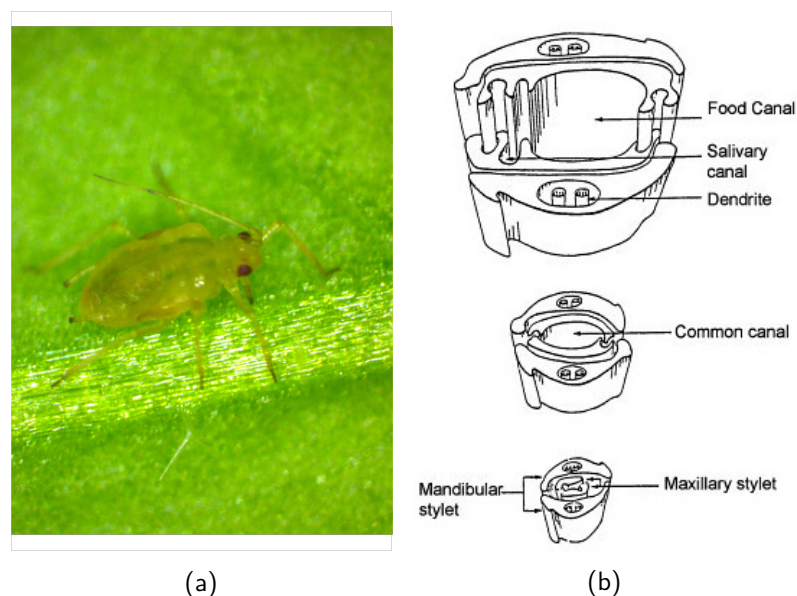 Food Canal
Salivary
canal
Dendrite
Common canal
Mandibular
stylet
Maxillary stylet
(a)
(b)